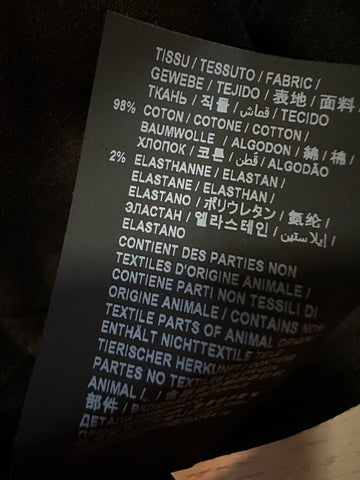 TISSU / TESSUTO / FABRIC /
GEWEBE / TEJIDO / 表地 / 面料
ТКАНЬ / 직물 / قماش / TECIDO
98% COTON / COTONE / COTTON /
BAUMWOLLE / ALGODON / 綿 / 棉 /
ХЛОПОК / 코튼 / قطن / ALGODÃO
2% ELASTHANNE / ELASTAN /
ELASTANE / ELASTHAN /
ELASTANO / ポリウレタン / 氨纶 /
ЭЛАСТАН / 엘라스테인 / إيلاستين /
ELASTANO
CONTIENT DES PARTIES NON
TEXTILES D'ORIGINE ANIMALE /
CONTIENE PARTI NON TESSILI DI
ORIGINE ANIMALE / CONTAINS NON
TEXTILE PARTS OF ANIMAL ORIGIN
ENTHÄLT NICHTTEXTILE TEILE
TIERISCHER HERKUNFT
PARTES NO TEXTILES
ANIMAL /
部件 /